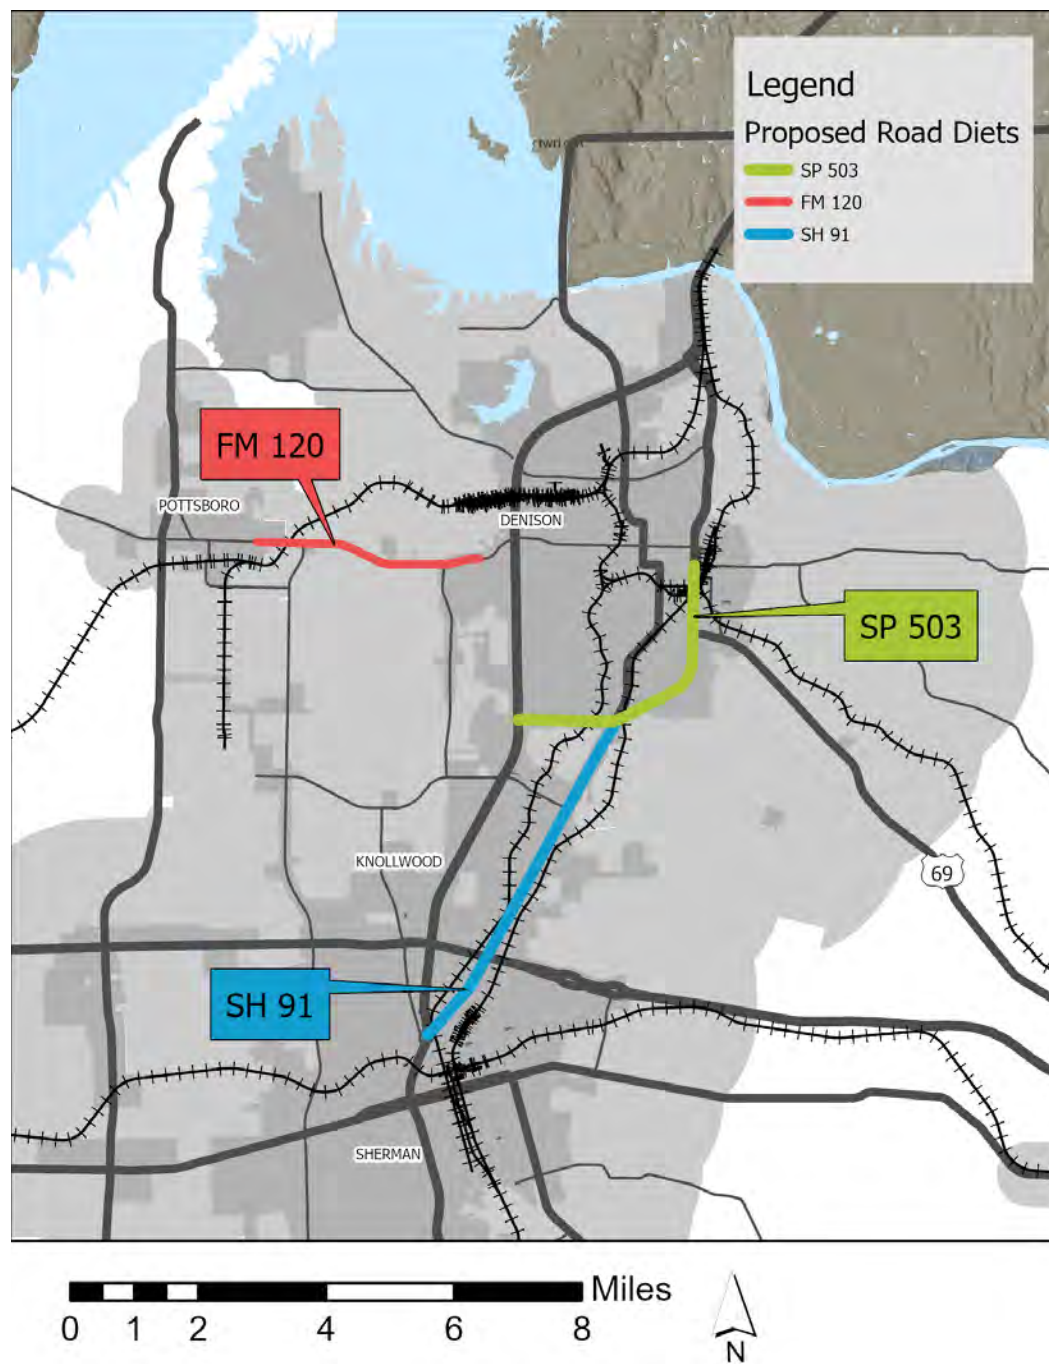 Legend
Proposed Road Diets
SP 503
FM 120
SH 91
FM 120
POTTSBORO
DENISON
SP 503
KNOLLWOOD
69
SH 91
SHERMAN
Miles
0 1 2 4 6 8
N